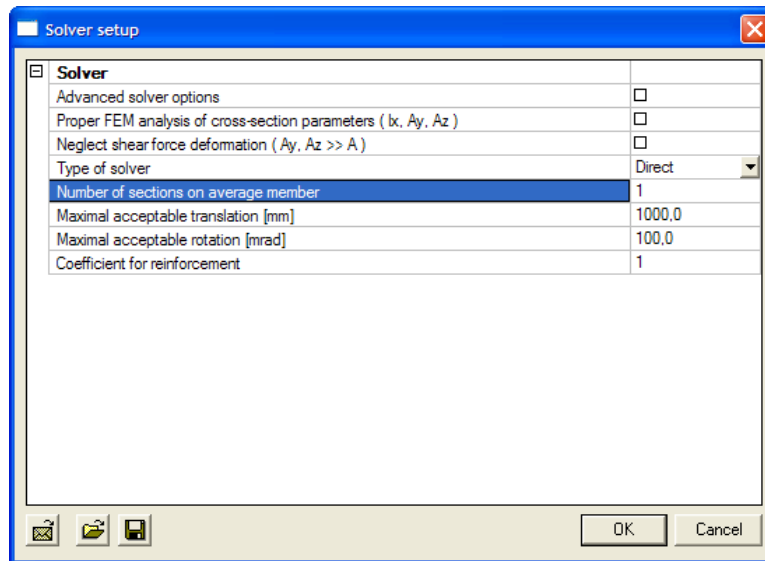 Solver setup
Solver
Advanced solver options
Proper FEM analysis of cross-section parameters ( Ix, Ay, Az )
Neglect shear force deformation ( Ay, Az >> A )
Type of solver Direct
Number of sections on average member 1
Maximal acceptable translation [mm] 1000,0
Maximal acceptable rotation [mrad] 100,0
Coefficient for reinforcement 1
OK Cancel